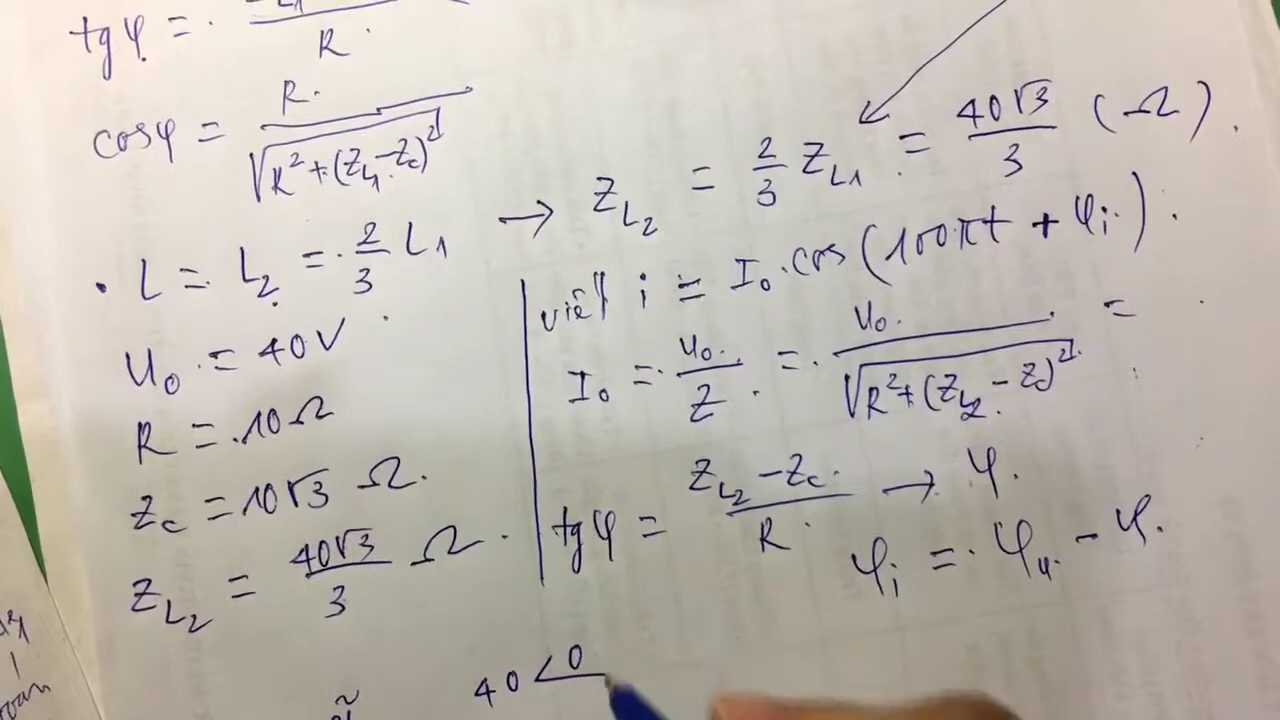 tgφ = R
cosφ = R / √(R² + (Z_L1 - Z_C)²)
• L = L₂ = 2/3 L₁ → Z_L2 = 2/3 Z_L1 = 40√3/3 (Ω).
U₀ = 40V
R = 10Ω
Z_C = 10√3 Ω.
Z_L2 = 40√3/3 Ω.
viết i = I₀.cos(100πt + φi).
I₀ = U₀/Z = U₀ / √(R² + (Z_L2 - Z_C)²) =
tgφ = (Z_L2 - Z_C)/R → φ.
φi = φu - φ.
40∠0